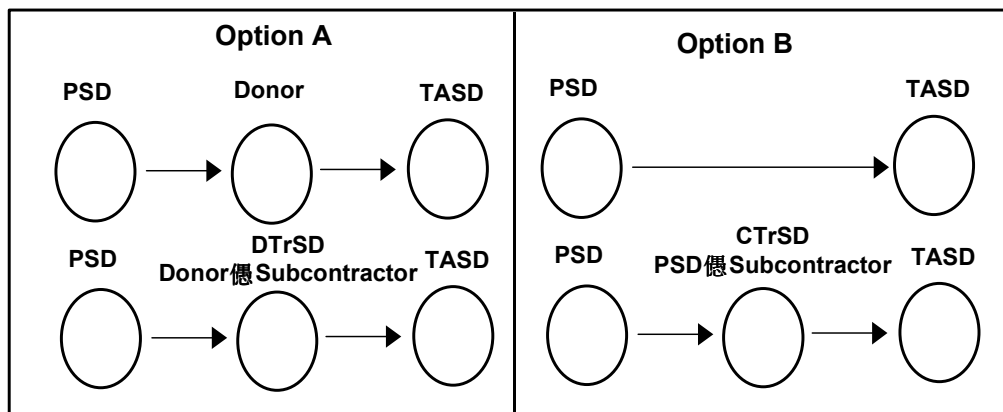 Option A
PSD
Donor
TASD
DTrSD
PSD
Donor僁Subcontractor
TASD
Option B
PSD
TASD
CTrSD
PSD
PSD僁Subcontractor
TASD